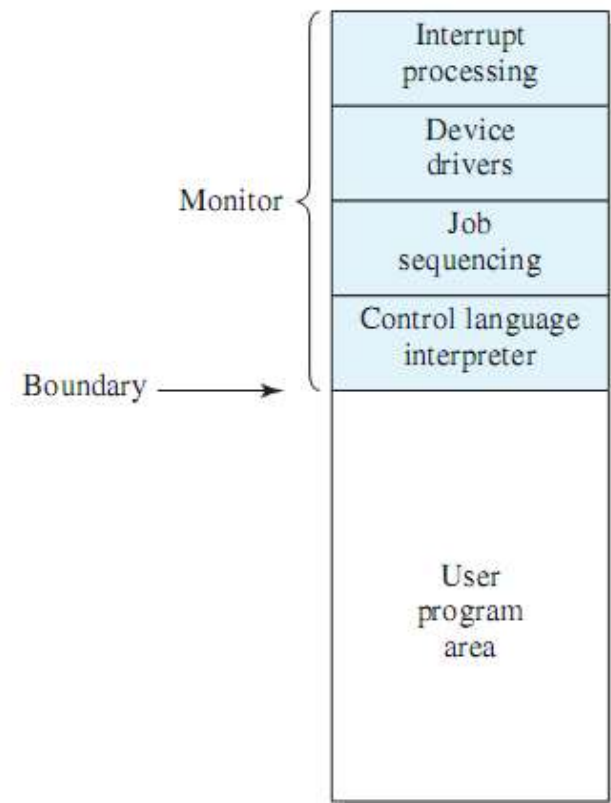 Interrupt
processing
Device
drivers
Monitor
Job
sequencing
Control language
interpreter
Boundary
User
program
area